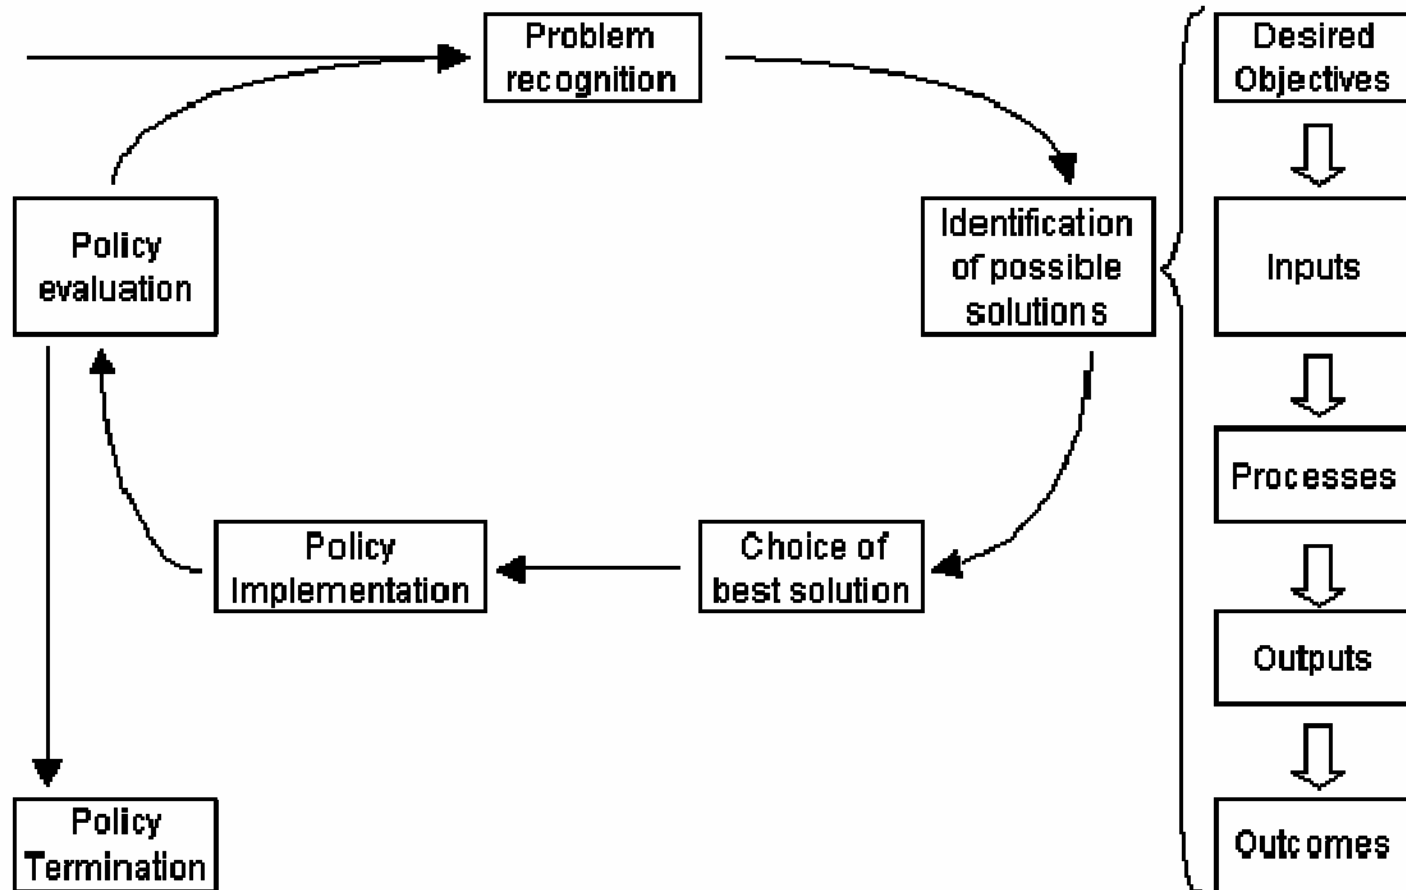 Problem
recognition
Identification
of possible
solutions
Choice of
best solution
Policy
Implementation
Policy
evaluation
Policy
Termination
Desired
Objectives
Inputs
Processes
Outputs
Outcomes